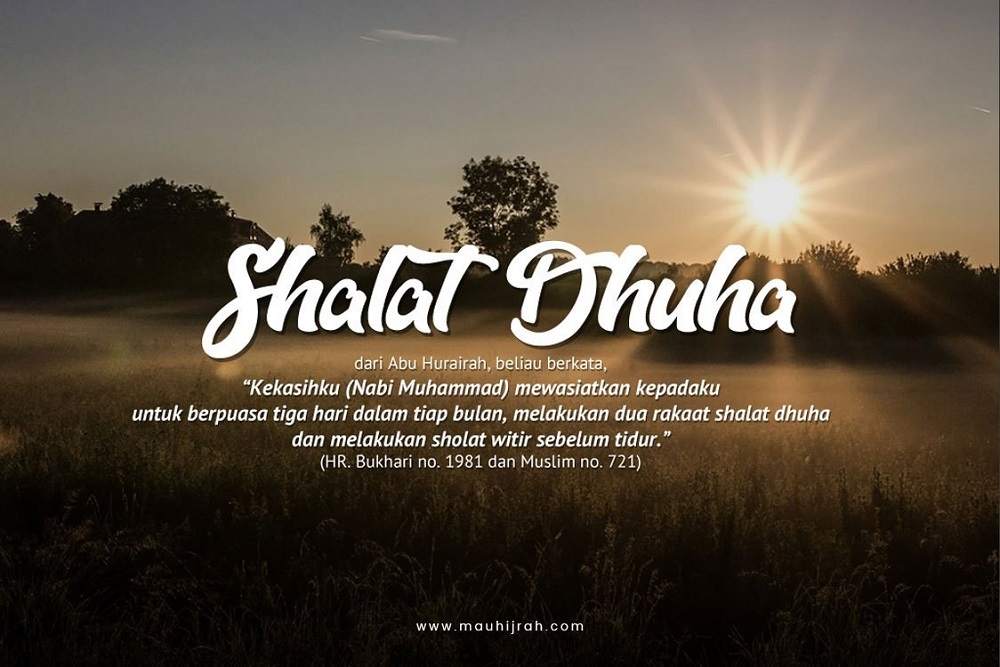 Shalat Dhuha
dari Abu Hurairah, beliau berkata,
“Kekasihku (Nabi Muhammad) mewasiatkan kepadaku
untuk berpuasa tiga hari dalam tiap bulan, melakukan dua rakaat shalat dhuha
dan melakukan sholat witir sebelum tidur.”
(HR. Bukhari no. 1981 dan Muslim no. 721)
www.mauhijrah.com